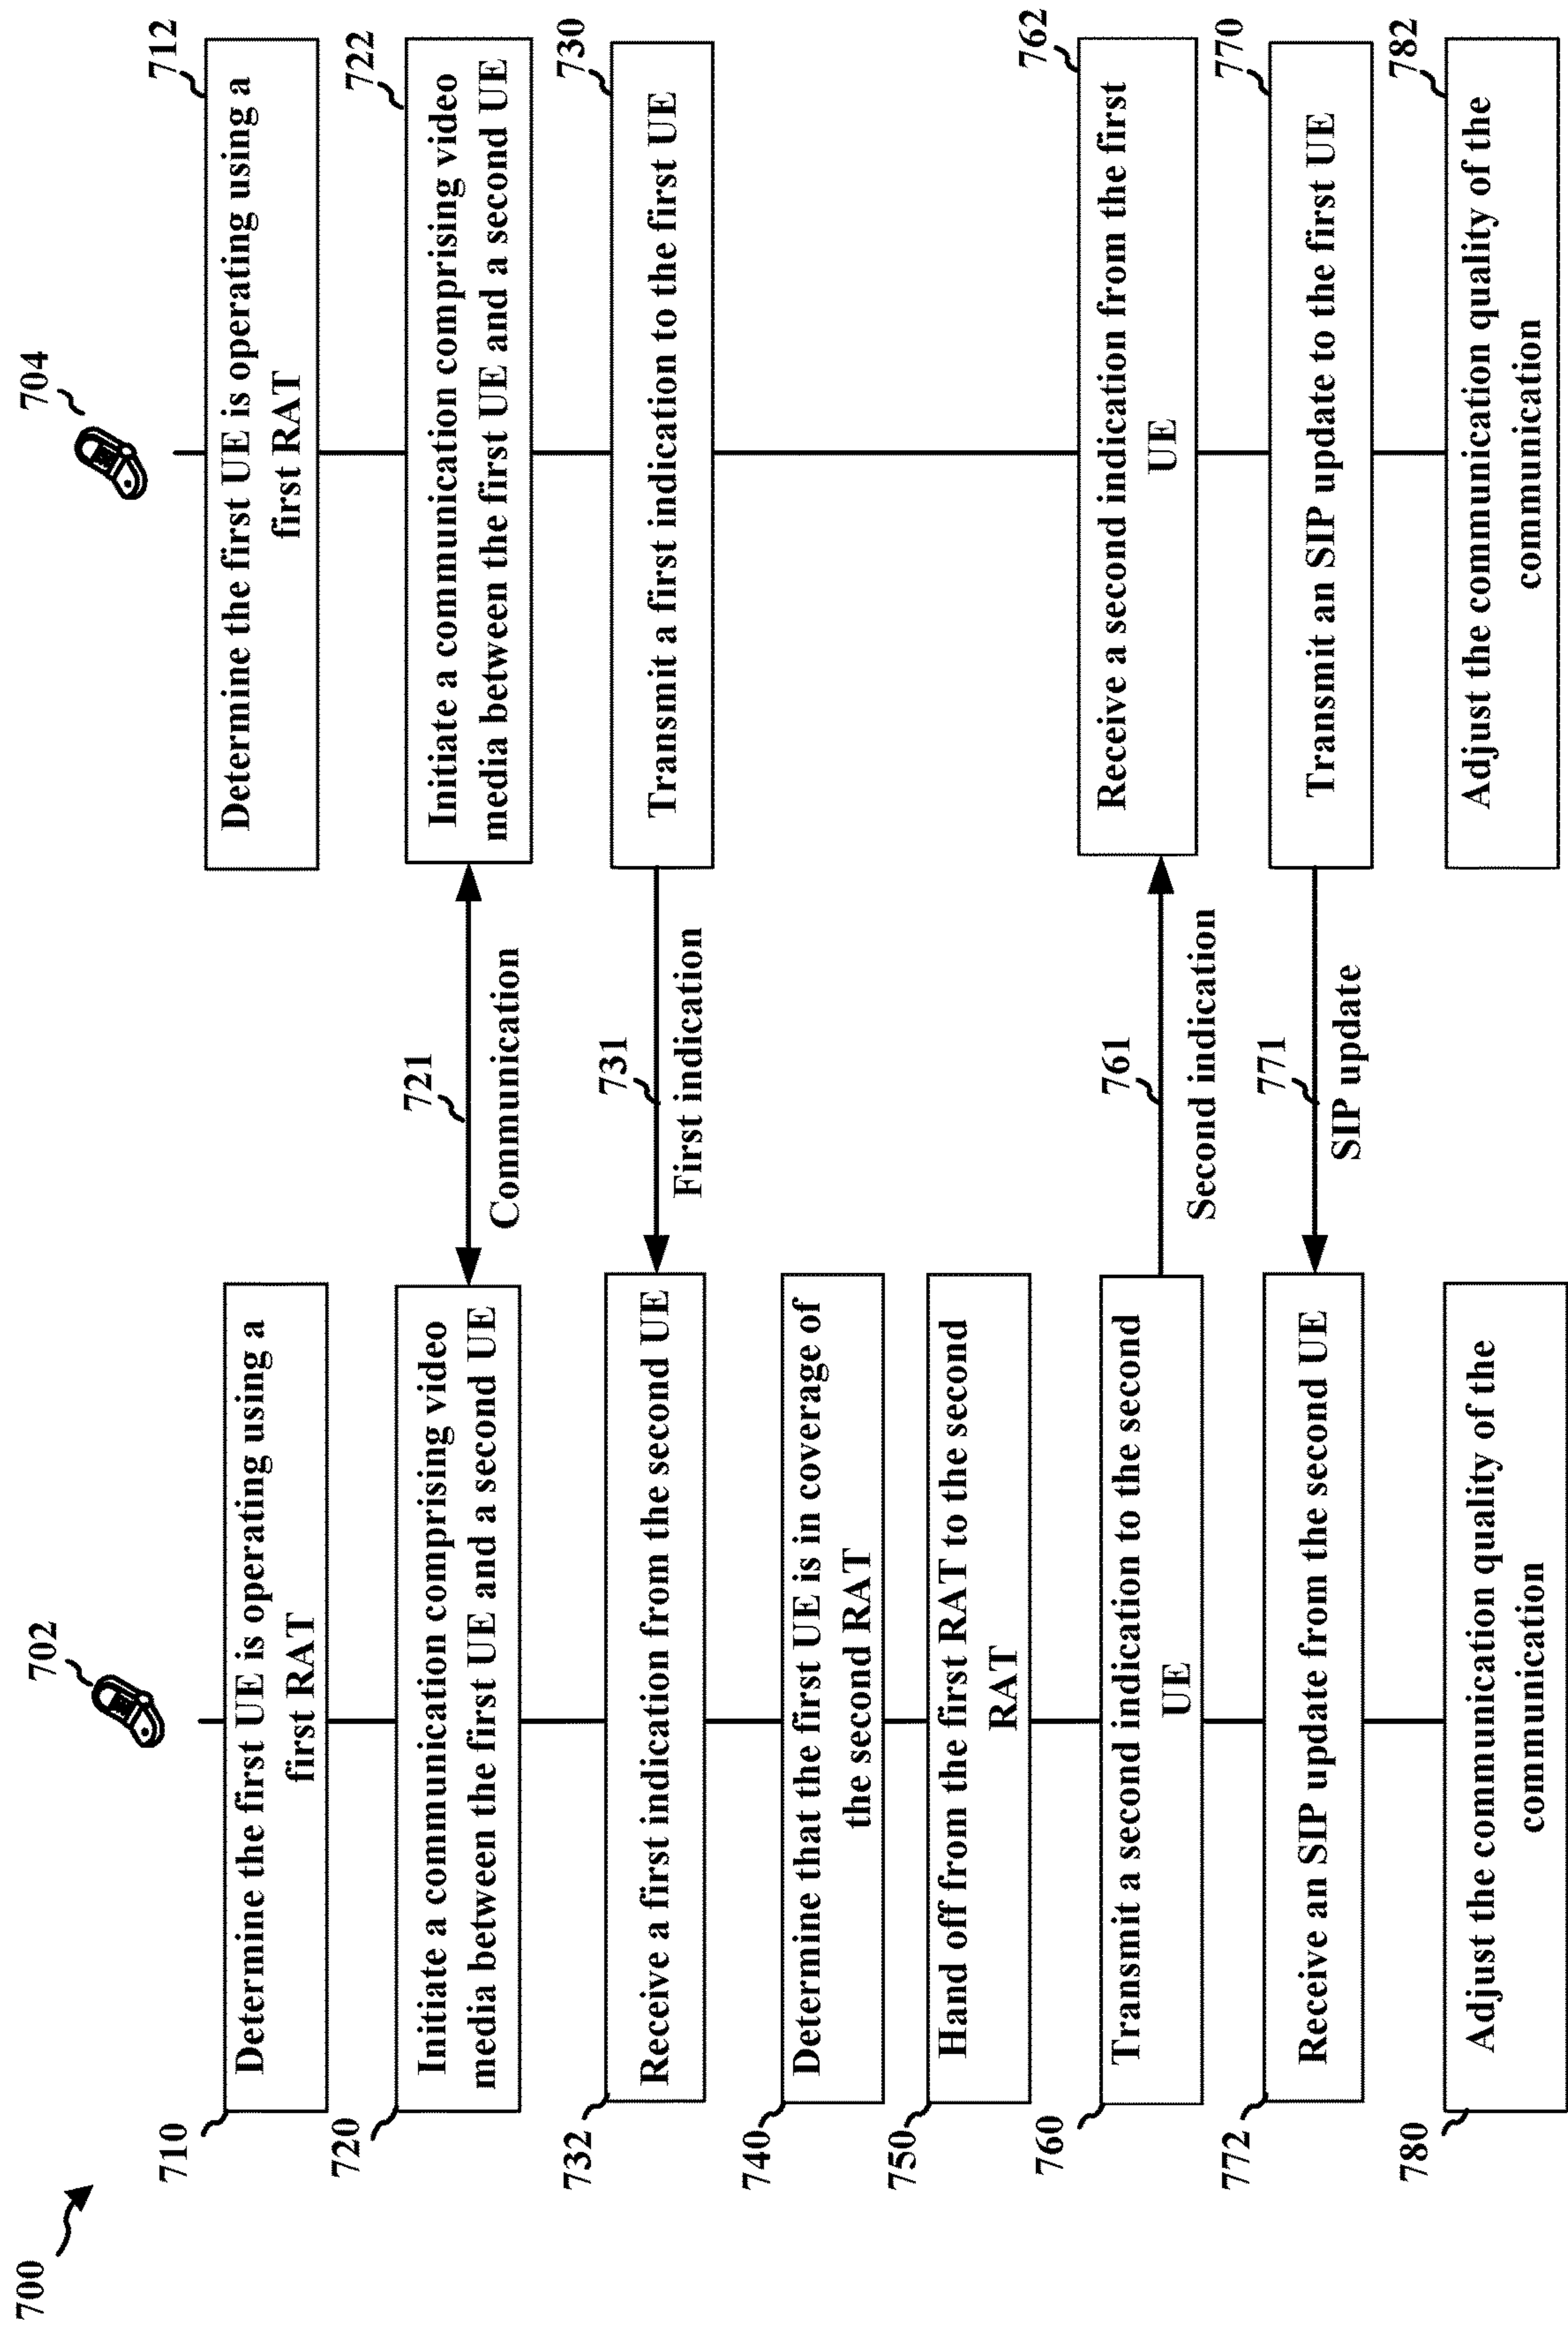 700
702
704
710
Determine the first UE is operating using a
first RAT
712
Determine the first UE is operating using a
first RAT
720
Initiate a communication comprising video
media between the first UE and a second UE
721
Communication
722
Initiate a communication comprising video
media between the first UE and a second UE
732
Receive a first indication from the second UE
731
First indication
730
Transmit a first indication to the first UE
740
Determine that the first UE is in coverage of
the second RAT
750
Hand off from the first RAT to the second
RAT
760
Transmit a second indication to the second
UE
761
Second indication
762
Receive a second indication from the first
UE
772
Receive an SIP update from the second UE
771
SIP update
770
Transmit an SIP update to the first UE
780
Adjust the communication quality of the
communication
782
Adjust the communication quality of the
communication